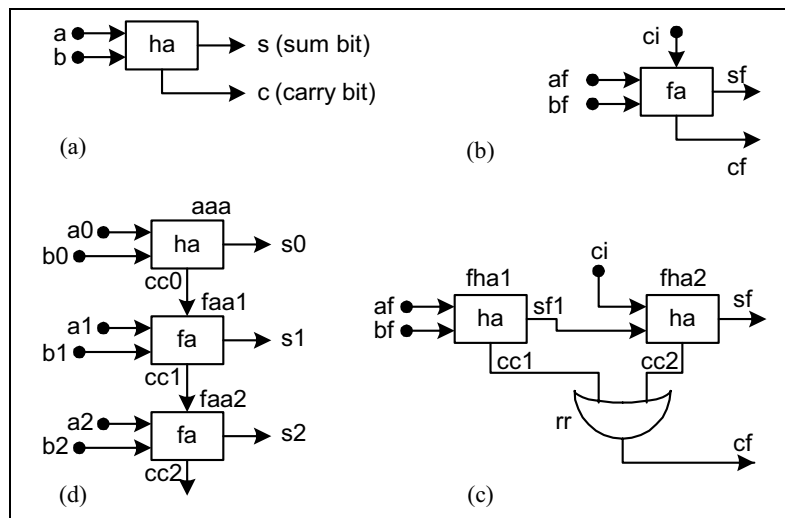 a
b
ha
s (sum bit)
c (carry bit)
(a)
ci
af
bf
fa
sf
cf
(b)
aaa
a0
b0
ha
s0
cc0
faa1
a1
b1
fa
s1
cc1
faa2
a2
b2
fa
s2
cc2
(d)
ci
fha1
fha2
af
bf
ha
sf1
ha
sf
cc1
cc2
rr
cf
(c)